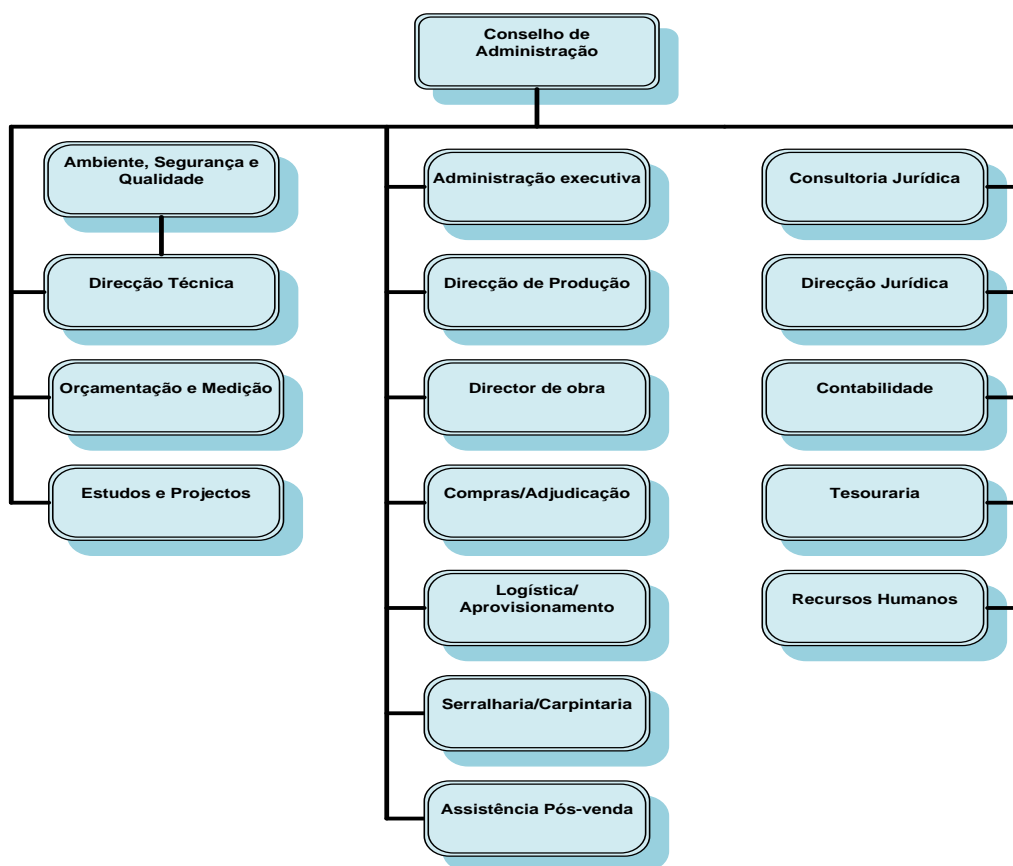 Conselho de
Administração
Ambiente, Segurança e
Qualidade
Direcção Técnica
Orçamentação e Medição
Estudos e Projectos
Administração executiva
Direcção de Produção
Director de obra
Compras/Adjudicação
Logística/
Aprovisionamento
Serralharia/Carpintaria
Assistência Pós-venda
Consultoria Jurídica
Direcção Jurídica
Contabilidade
Tesouraria
Recursos Humanos